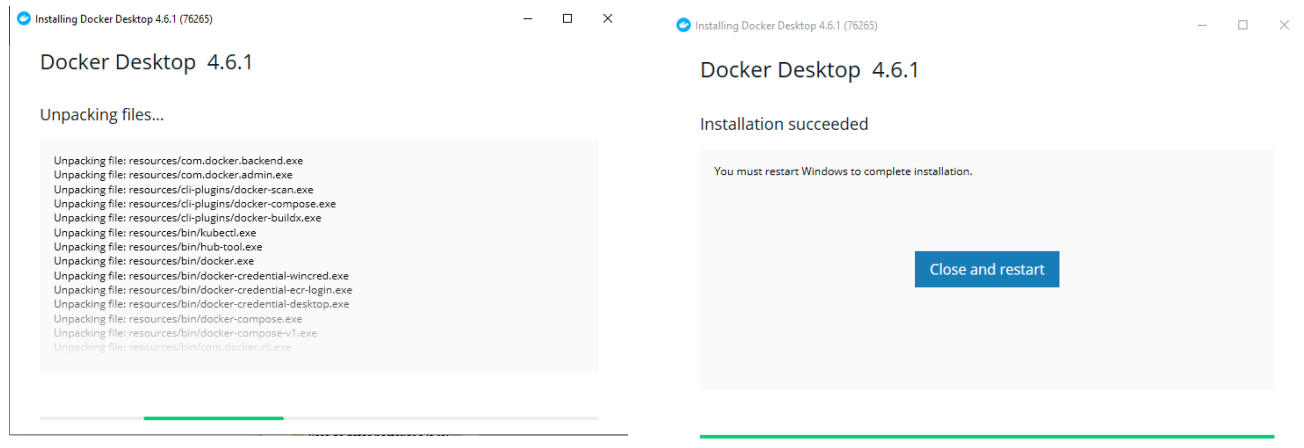 Installing Docker Desktop 4.6.1 (76265)
Docker Desktop 4.6.1
Unpacking files...
Unpacking file: resources/com.docker.backend.exe
Unpacking file: resources/com.docker.admin.exe
Unpacking file: resources/cli-plugins/docker-scan.exe
Unpacking file: resources/cli-plugins/docker-compose.exe
Unpacking file: resources/cli-plugins/docker-buildx.exe
Unpacking file: resources/bin/kubectl.exe
Unpacking file: resources/bin/hub-tool.exe
Unpacking file: resources/bin/docker.exe
Unpacking file: resources/bin/docker-credential-wincred.exe
Unpacking file: resources/bin/docker-credential-ecr-login.exe
Unpacking file: resources/bin/docker-credential-desktop.exe
Unpacking file: resources/bin/docker-compose.exe
Unpacking file: resources/bin/docker-compose-v1.exe
Unpacking file: resources/bin/com.docker.cli.exe
Installing Docker Desktop 4.6.1 (76265)
Docker Desktop 4.6.1
Installation succeeded
You must restart Windows to complete installation.
Close and restart